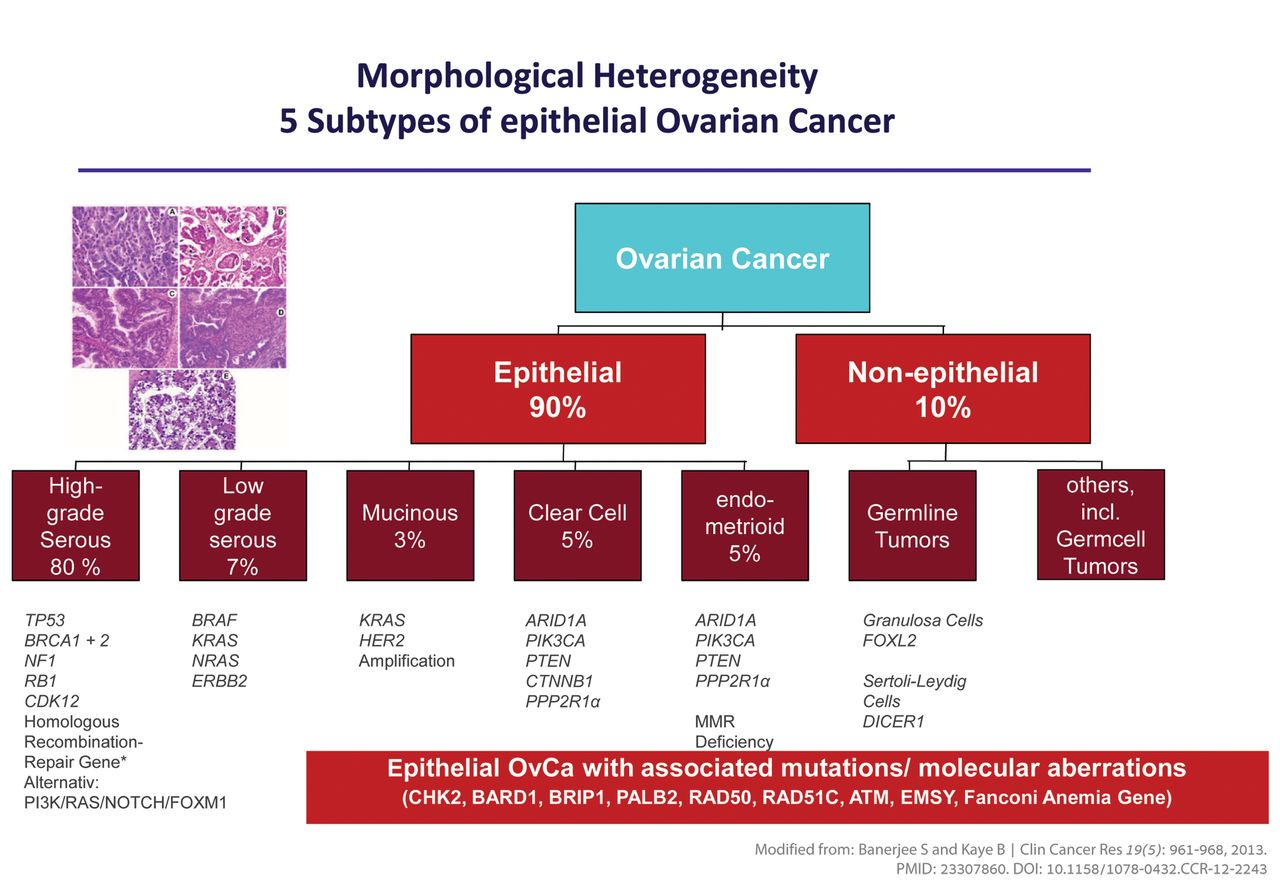 Morphological Heterogeneity
5 Subtypes of epithelial Ovarian Cancer
A
B
C
D
E
Ovarian Cancer
Epithelial
90%
Non-epithelial
10%
High-
grade
Serous
80 %
Low
grade
serous
7%
Mucinous
3%
Clear Cell
5%
endo-
metrioid
5%
Germline
Tumors
others,
incl.
Germcell
Tumors
TP53
BRCA1 + 2
NF1
RB1
CDK12
Homologous
Recombination-
Repair Gene*
Alternativ:
PI3K/RAS/NOTCH/FOXM1
BRAF
KRAS
NRAS
ERBB2
KRAS
HER2
Amplification
ARID1A
PIK3CA
PTEN
CTNNB1
PPP2R1α
ARID1A
PIK3CA
PTEN
PPP2R1α
MMR
Deficiency
Granulosa Cells
FOXL2
Sertoli-Leydig
Cells
DICER1
Epithelial OvCa with associated mutations/ molecular aberrations
(CHK2, BARD1, BRIP1, PALB2, RAD50, RAD51C, ATM, EMSY, Fanconi Anemia Gene)
Modified from: Banerjee S and Kaye B | Clin Cancer Res 19(5): 961-968, 2013.
PMID: 23307860. DOI: 10.1158/1078-0432.CCR-12-2243